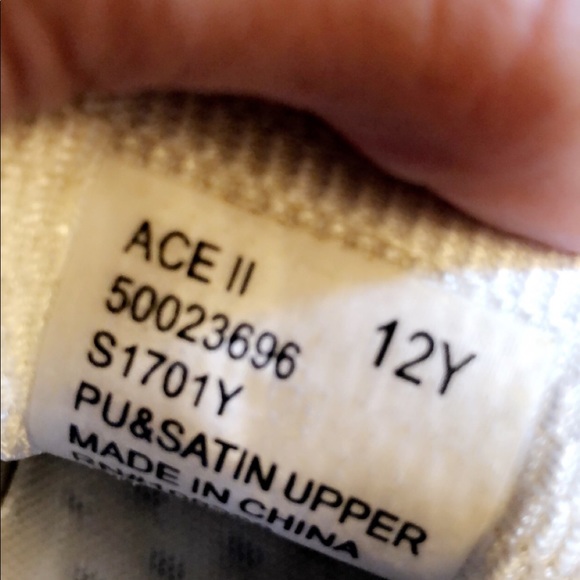 ACE II
50023696 12Y
S1701Y
PU&SATIN UPPER
MADE IN CHINA